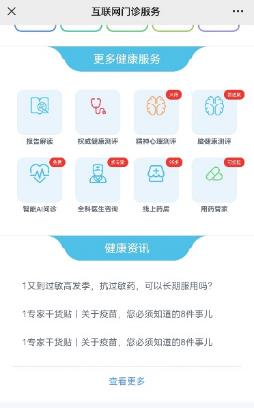 互联网门诊服务
更多健康服务
报告解读
权威健康测评
精神心理测评
脑健康测评
免费
智能AI问诊
全科医生咨询
线上药房
用药管家
健康资讯
1又到过敏高发季，抗过敏药，可以长期服用吗？
1专家干货贴｜关于疫苗，您必须知道的8件事儿
1专家干货贴｜关于疫苗，您必须知道的8件事儿
查看更多